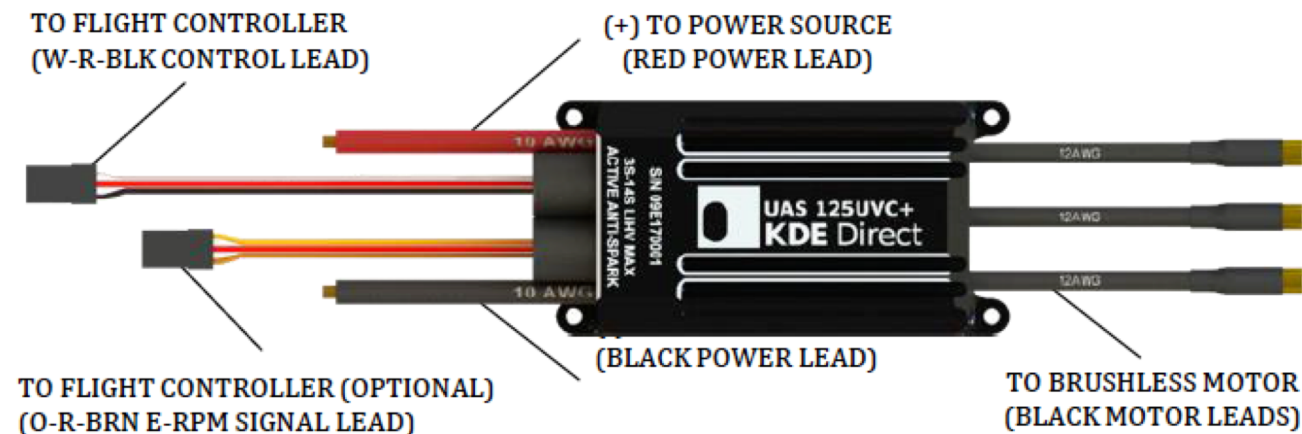 TO FLIGHT CONTROLLER
(W-R-BLK CONTROL LEAD)
(+) TO POWER SOURCE
(RED POWER LEAD)
10 AWG
12AWG
S/N 09E170001
3S-14S LIHV MAX
ACTIVE ANTI-SPARK
UAS 125UVC+
KDE Direct
12AWG
10 AWG
12AWG
(BLACK POWER LEAD)
TO FLIGHT CONTROLLER (OPTIONAL)
(O-R-BRN E-RPM SIGNAL LEAD)
TO BRUSHLESS MOTOR
(BLACK MOTOR LEADS)